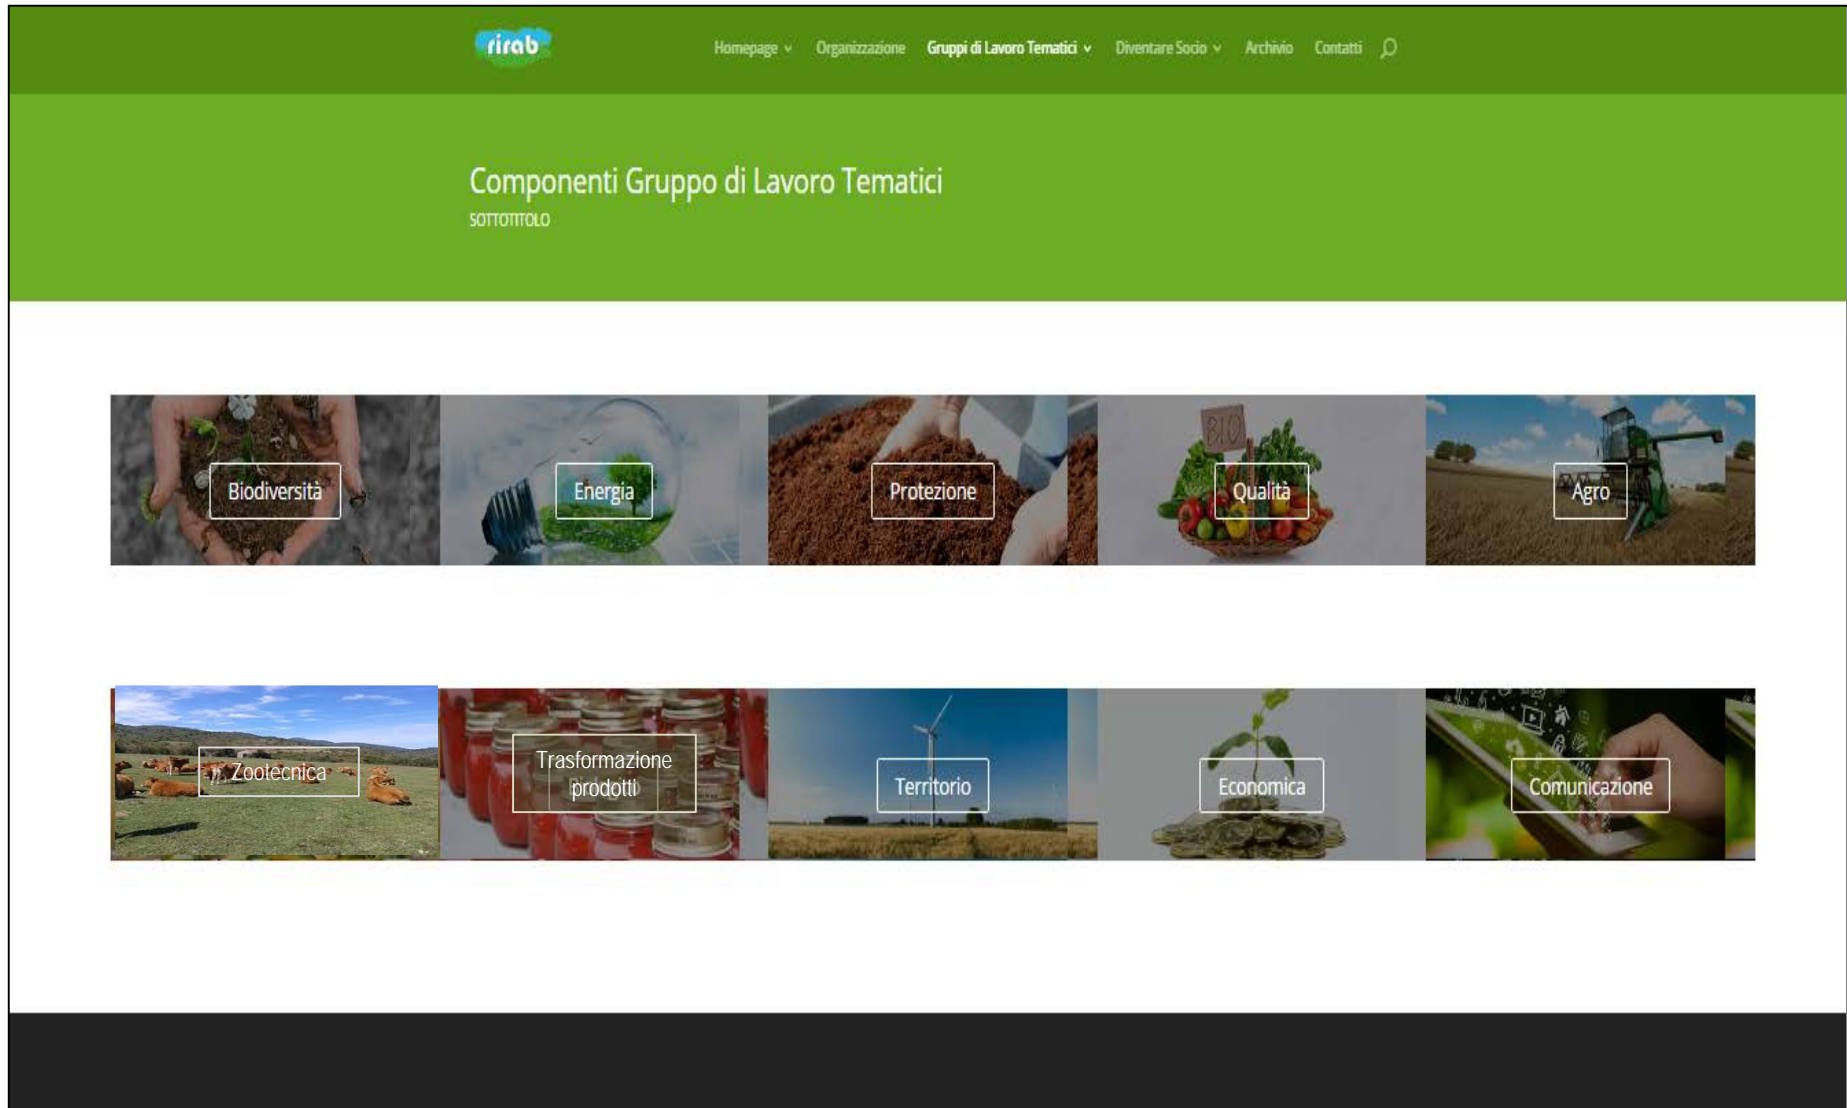 rirab
Homepage Organizzazione Gruppi di Lavoro Tematici Diventare Socio Archivio Contatti
Componenti Gruppo di Lavoro Tematici
SOTTOTITOLO
BIO
Biodiversità Energia Protezione Qualità Agro
Zootecnica
Trasformazione
prodotti
Territorio Economica Comunicazione